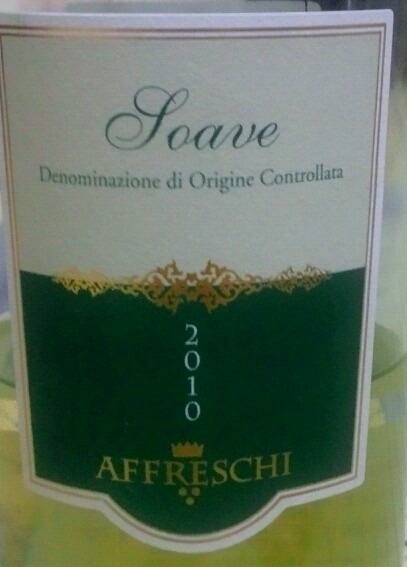 Soave
Denominazione di Origine Controllata
2010
AFFRESCHI